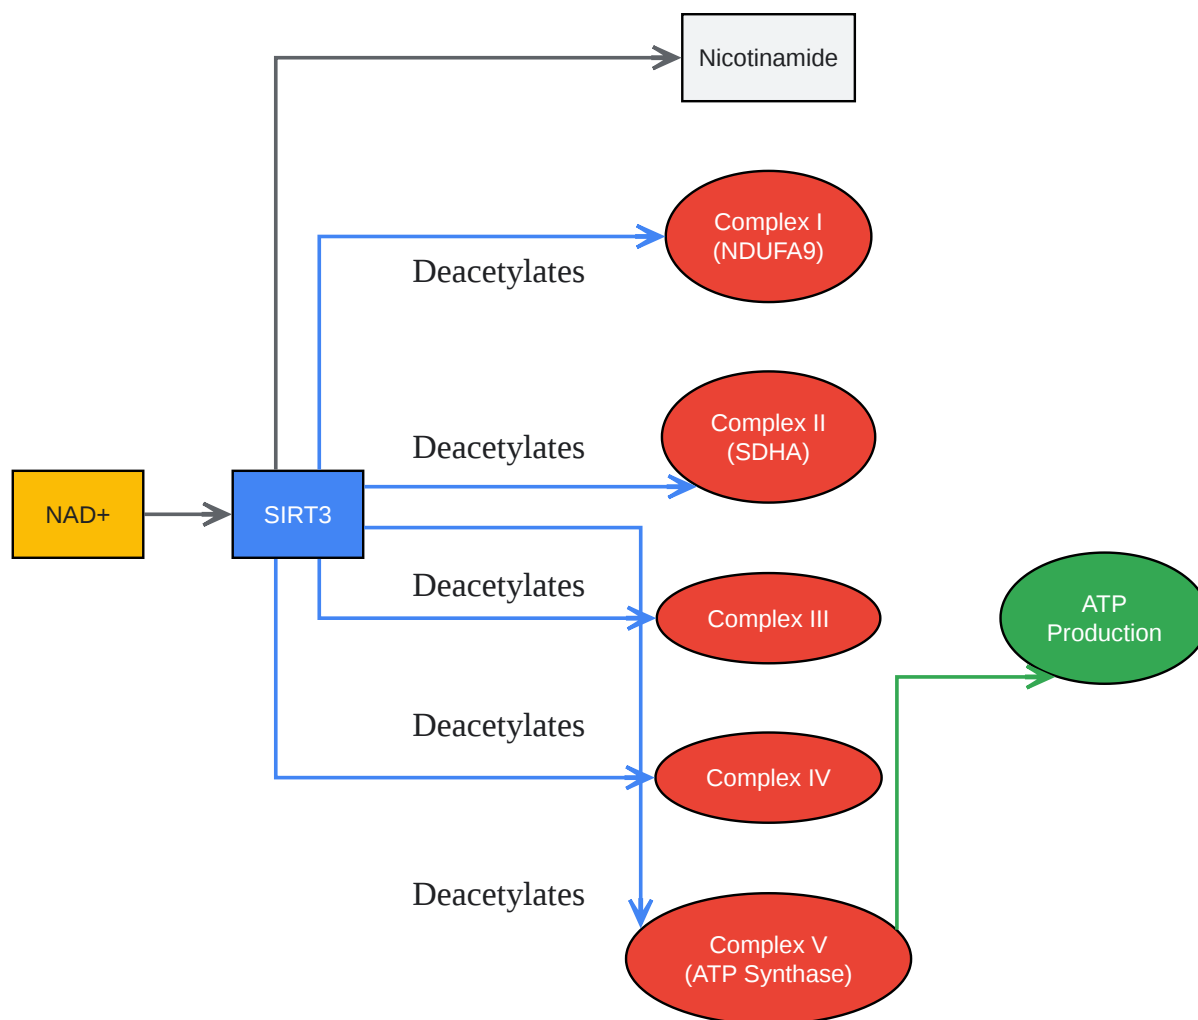 Nicotinamide
Complex I
(NDUFA9)
Deacetylates
Complex II
(SDHA)
Deacetylates
NAD+
SIRT3
Deacetylates
Complex III
ATP
Production
Deacetylates
Complex IV
Deacetylates
Complex V
(ATP Synthase)